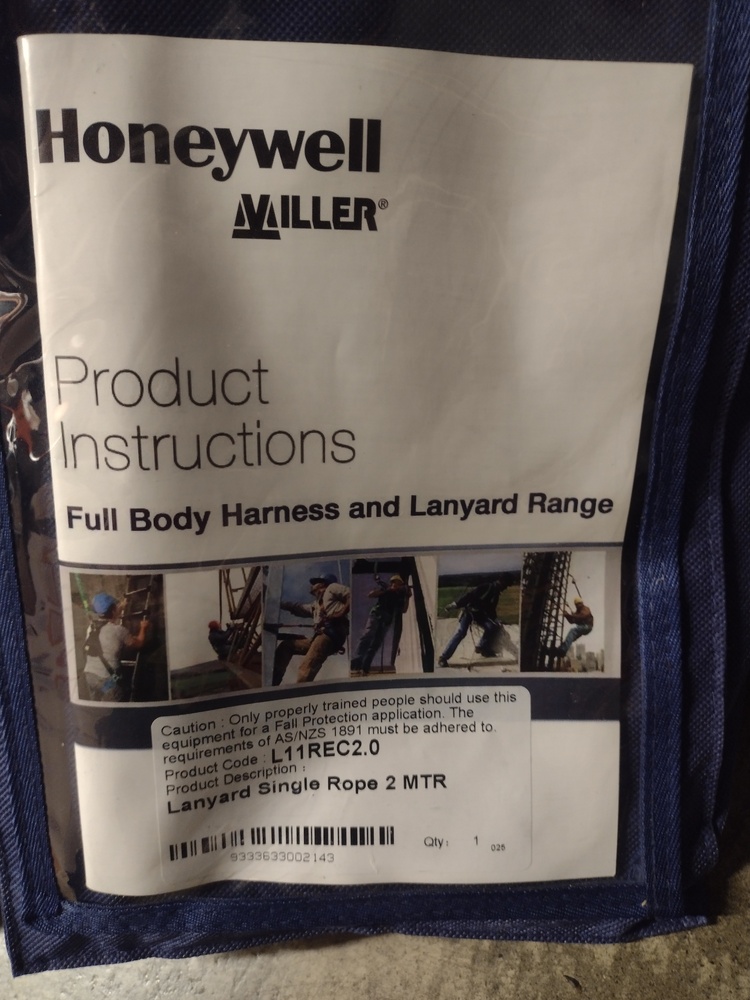 Honeywell
MILLER®
Product
Instructions
Full Body Harness and Lanyard Range
Caution : Only properly trained people should use this
equipment for a Fall Protection application. The
requirements of AS/NZS 1891 must be adhered to.
Product Code : L11REC2.0
Product Description :
Lanyard Single Rope 2 MTR
Qty: 1 026
9333633002143